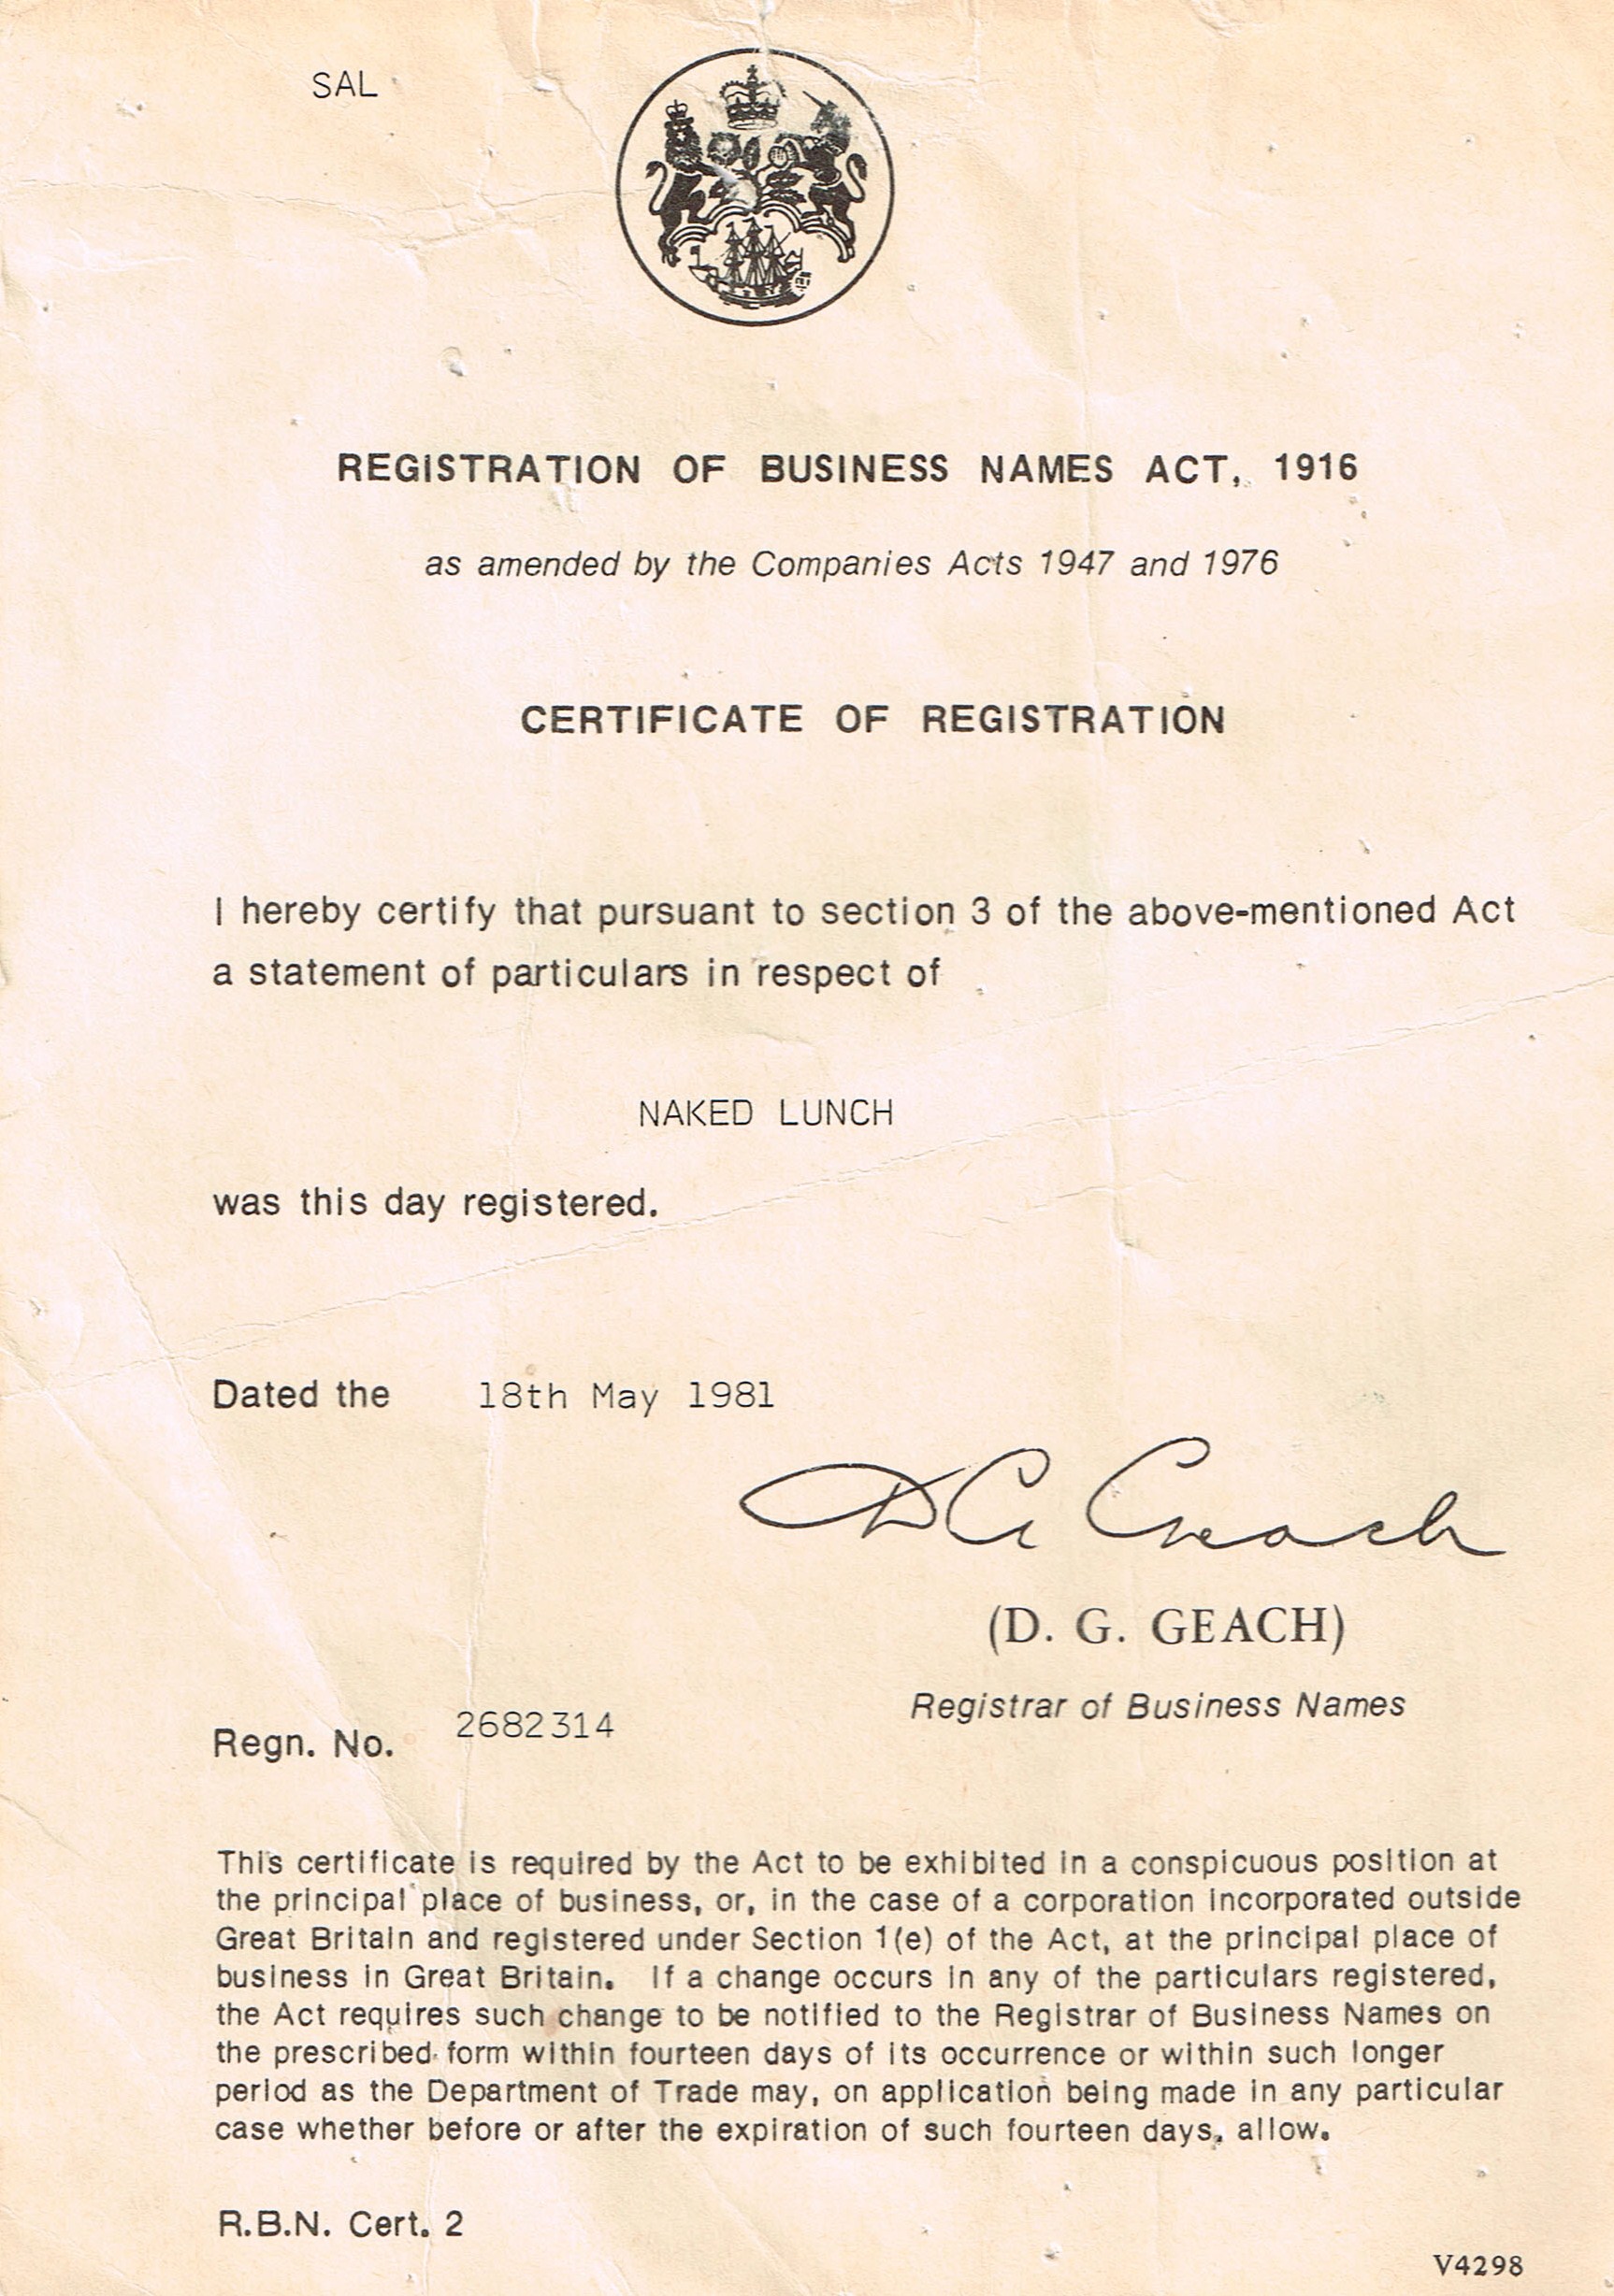 SAL
REGISTRATION OF BUSINESS NAMES ACT, 1916
as amended by the Companies Acts 1947 and 1976
CERTIFICATE OF REGISTRATION
I hereby certify that pursuant to section 3 of the above-mentioned Act
a statement of particulars in respect of
NAKED LUNCH
was this day registered.
Dated the 18th May 1981
D G Geach
(D. G. GEACH)
Registrar of Business Names
Regn. No. 2682314
This certificate is required by the Act to be exhibited in a conspicuous position at
the principal place of business, or, in the case of a corporation incorporated outside
Great Britain and registered under Section 1(e) of the Act, at the principal place of
business in Great Britain. If a change occurs in any of the particulars registered,
the Act requires such change to be notified to the Registrar of Business Names on
the prescribed form within fourteen days of its occurrence or within such longer
period as the Department of Trade may, on application being made in any particular
case whether before or after the expiration of such fourteen days, allow.
R.B.N. Cert. 2
V4298